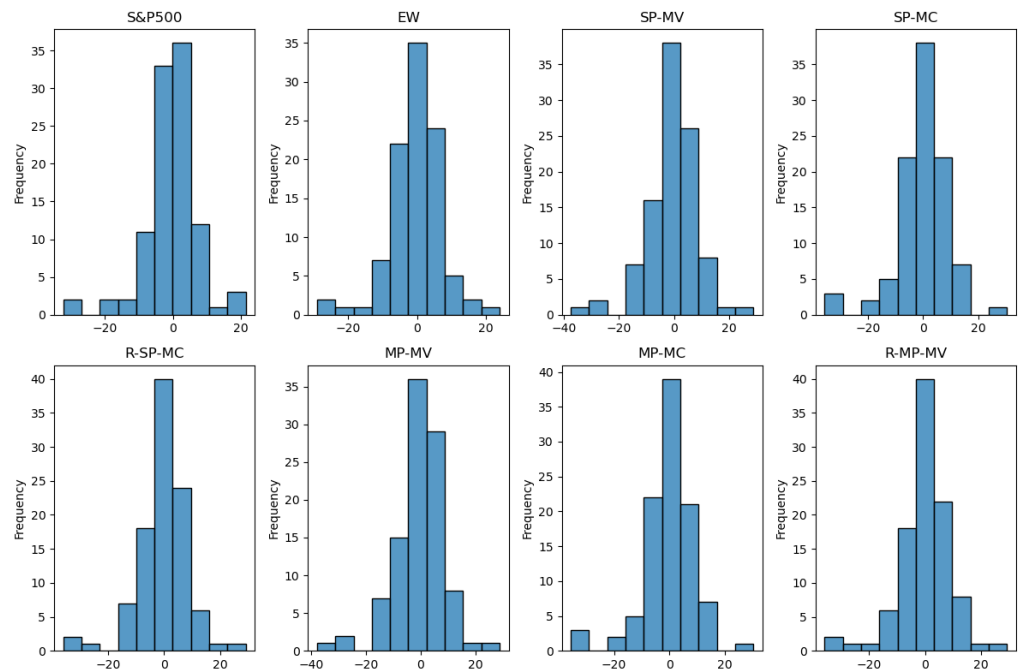 S&P500 EW SP-MV SP-MC
Frequency Frequency Frequency Frequency
35 35 35 35
30 30 30 30
25 25 25 25
20 20 20 20
15 15 15 15
10 10 10 10
5 5 5 5
0 0 0 0
−20 0 20 −20 0 20 −40 −20 0 20 −20 0 20
R-SP-MC MP-MV MP-MC R-MP-MV
Frequency Frequency Frequency Frequency
40 35 40 40
35 30 35 35
30 25 30 30
25 20 25 25
20 15 20 20
15 10 15 15
10 5 10 10
5 0 5 5
0 0 0
−20 0 20 −40 −20 0 20 −20 0 20 −20 0 20